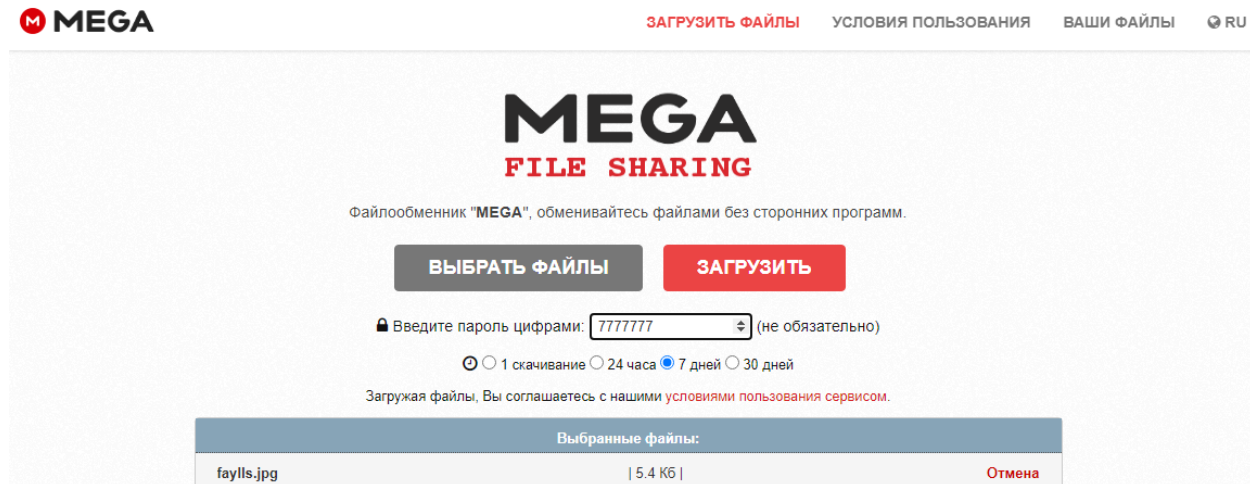 MEGA ЗАГРУЗИТЬ ФАЙЛЫ УСЛОВИЯ ПОЛЬЗОВАНИЯ ВАШИ ФАЙЛЫ RU
MEGA
FILE SHARING
Файлообменник "MEGA", обменивайтесь файлами без сторонних программ.
ВЫБРАТЬ ФАЙЛЫ ЗАГРУЗИТЬ
Введите пароль цифрами: 7777777 (не обязательно)
1 скачивание 24 часа 7 дней 30 дней
Загружая файлы, Вы соглашаетесь с нашими условиями пользования сервисом.
Выбранные файлы:
faylls.jpg | 5.4 Кб | Отмена